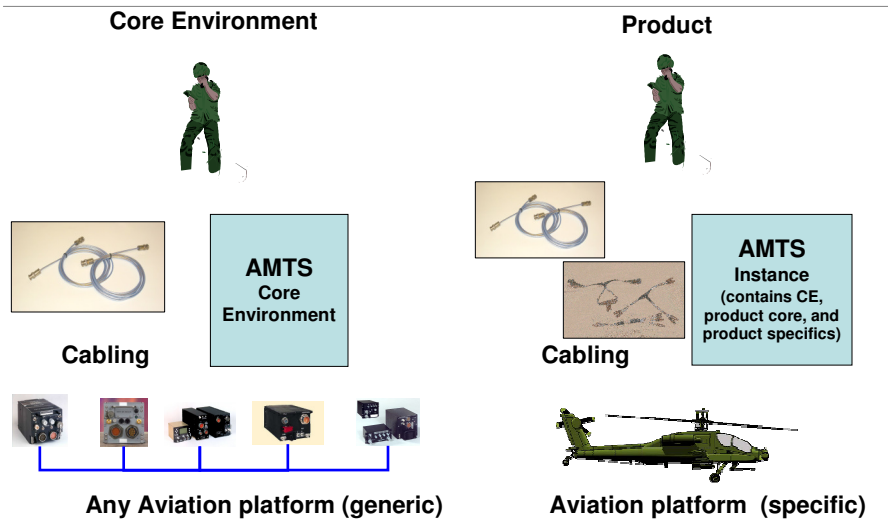 Core Environment
Product
AMTS
Core
Environment
AMTS
Instance
(contains CE,
product core, and
product specifics)
Cabling
Cabling
Any Aviation platform (generic)
Aviation platform (specific)